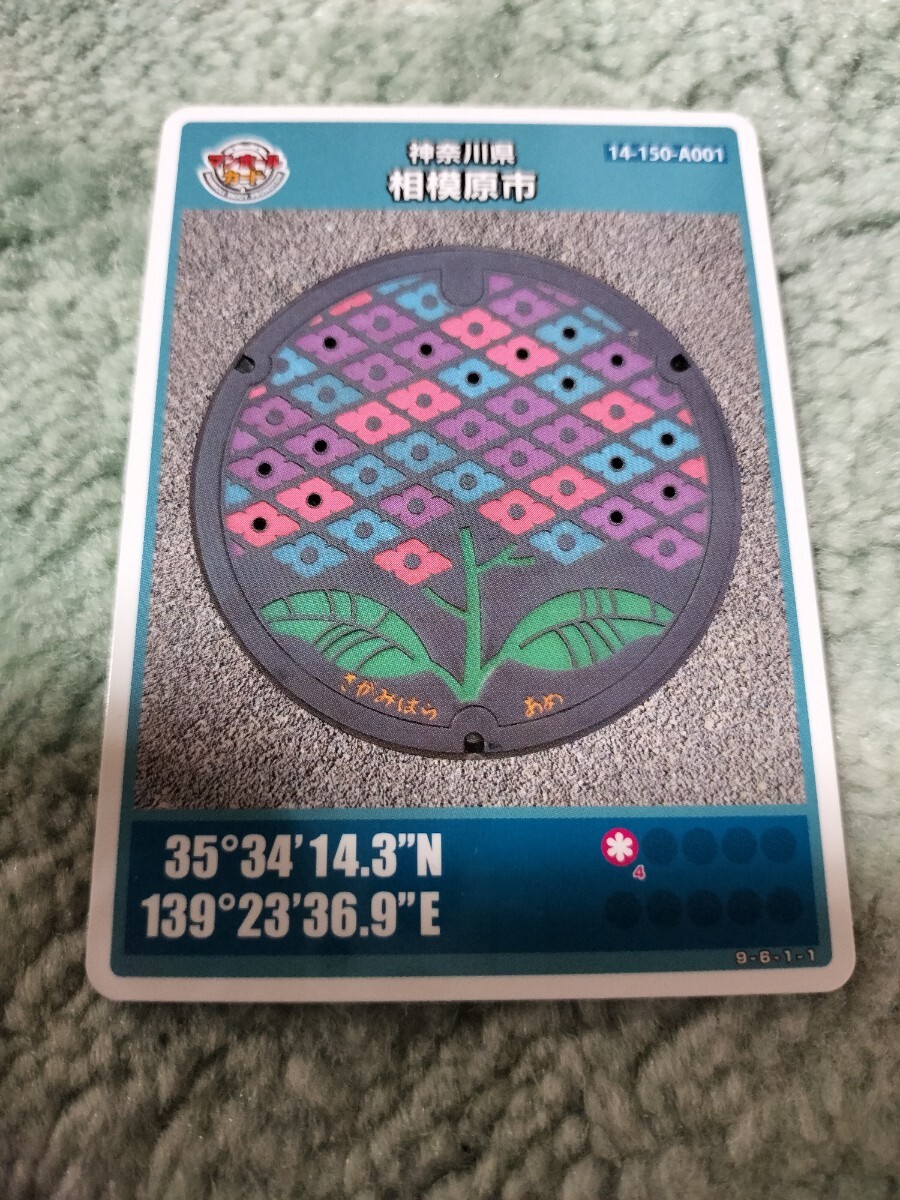 マンホール
カード
神奈川県
相模原市
14-150-A001
さがみはら あめ
35°34'14.3"N
139°23'36.9"E
4
9-6-1-1